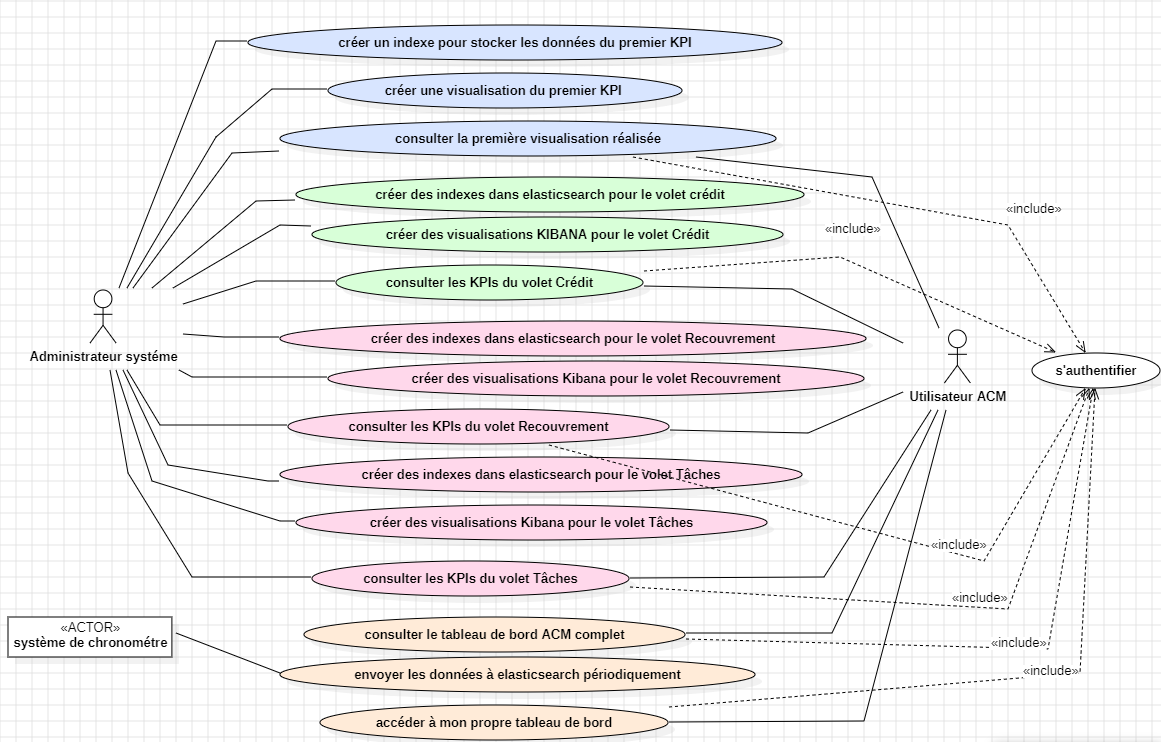 créer un indexe pour stocker les données du premier KPI
créer une visualisation du premier KPI
consulter la première visualisation réalisée
créer des indexes dans elasticsearch pour le volet crédit
«include»
créer des visualisations KIBANA pour le volet Crédit
«include»
consulter les KPIs du volet Crédit
créer des indexes dans elasticsearch pour le volet Recouvrement
Administrateur systéme
s'authentifier
créer des visualisations Kibana pour le volet Recouvrement
Utilisateur ACM
consulter les KPIs du volet Recouvrement
créer des indexes dans elasticsearch pour le volet Tâches
créer des visualisations Kibana pour le volet Tâches
«include»
consulter les KPIs du volet Tâches
«include»
«ACTOR»
système de chronométre
consulter le tableau de bord ACM complet
«include»
envoyer les données à elasticsearch périodiquement
«include»
accéder à mon propre tableau de bord